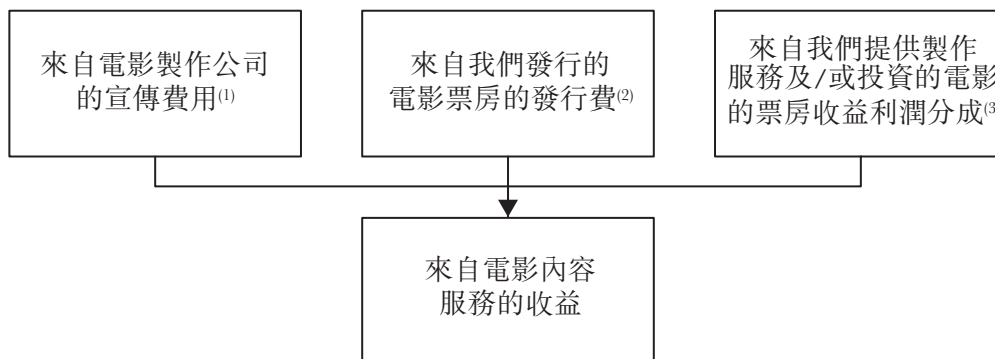 來自電影製作公司
的宣傳費用(1)
來自我們發行的
電影票房的發行費(2)
來自我們提供製作
服務及/或投資的電影
的票房收益利潤分成(3
來自電影內容
服務的收益